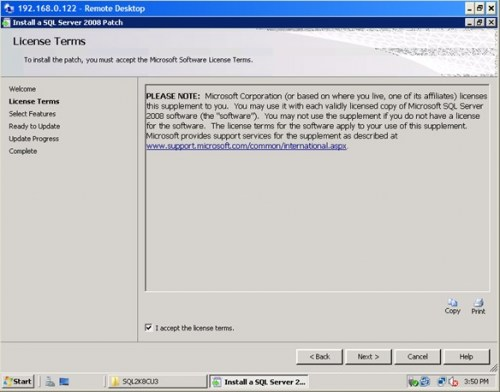 192.168.0.122 - Remote Desktop
Install a SQL Server 2008 Patch
License Terms
To install the patch, you must accept the Microsoft Software License Terms.
Welcome
License Terms
Select Features
Ready to Update
Update Progress
Complete
PLEASE NOTE: Microsoft Corporation (or based on where you live, one of its affiliates) licenses
this supplement to you. You may use it with each validly licensed copy of Microsoft SQL Server
2008 software (the "software"). You may not use the supplement if you do not have a license
for the software. The license terms for the software apply to your use of this supplement.
Microsoft provides support services for the supplement as described at
www.support.microsoft.com/common/international.aspx.
Copy Print
I accept the license terms.
< Back Next > Cancel Help
Start SQL2K8CU3 Install a SQL Server 2... 3:50 PM